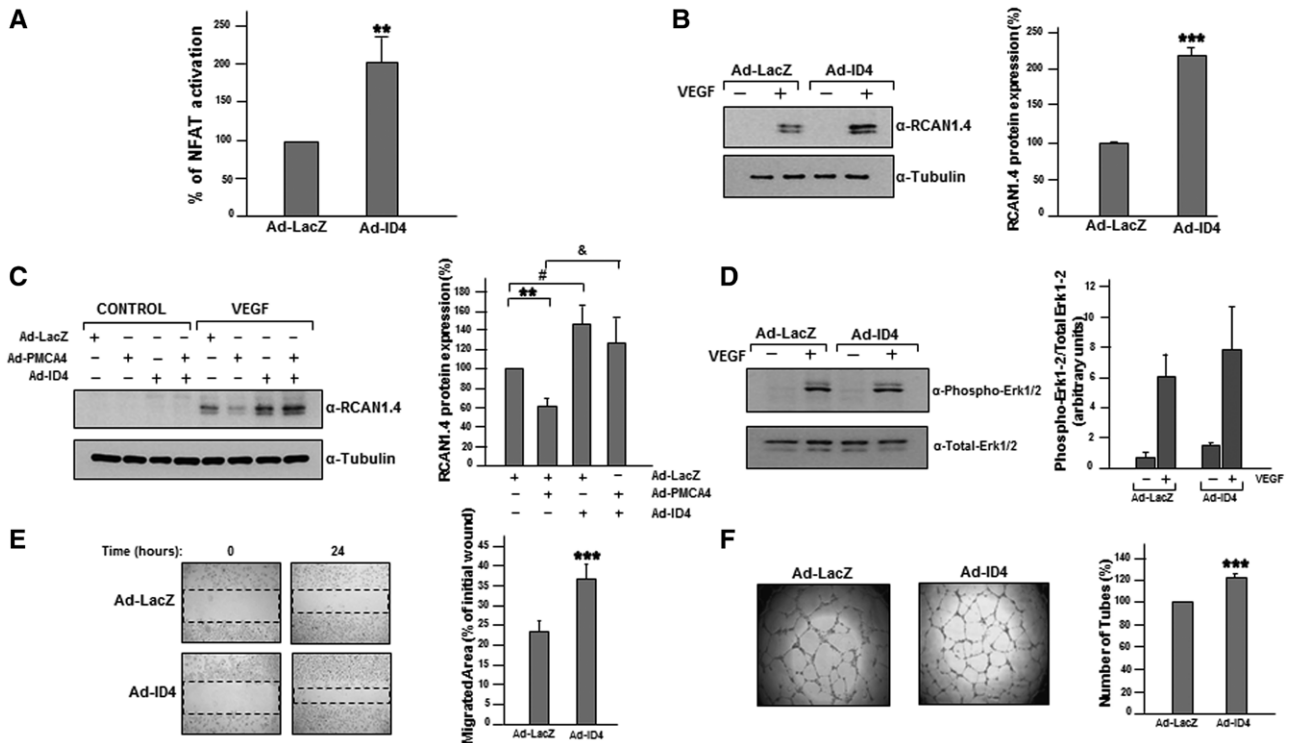 A
% of NFAT activation
250
200
150
100
50
0
**
Ad-LacZ Ad-ID4
B
Ad-LacZ Ad-ID4
VEGF − + − +
α-RCAN1.4
α-Tubulin
RCAN1.4 protein expression (%)
250
200
150
100
50
0
***
Ad-LacZ Ad-ID4
C
CONTROL VEGF
Ad-LacZ + − − − + − − −
Ad-PMCA4 − + − + − + − +
Ad-ID4 − − + + − − + +
α-RCAN1.4
α-Tubulin
RCAN1.4 protein expression (%)
180
160
140
120
100
80
60
40
20
0
&
#
**
+ + + − Ad-LacZ
− + − + Ad-PMCA4
− − + + Ad-ID4
D
Ad-LacZ Ad-ID4
VEGF − + − +
α-Phospho-Erk1/2
α-Total-Erk1/2
Phospho-Erk1-2/Total Erk1-2
(arbitrary units)
12
10
8
6
4
2
0
− + − + VEGF
Ad-LacZ Ad-ID4
E
Time (hours): 0 24
Ad-LacZ
Ad-ID4
Migrated Area (% of initial wound)
45
40
35
30
25
20
15
10
5
0
***
Ad-LacZ Ad-ID4
F
Ad-LacZ Ad-ID4
Number of Tubes (%)
140
120
100
80
60
40
20
0
***
Ad-LacZ Ad-ID4